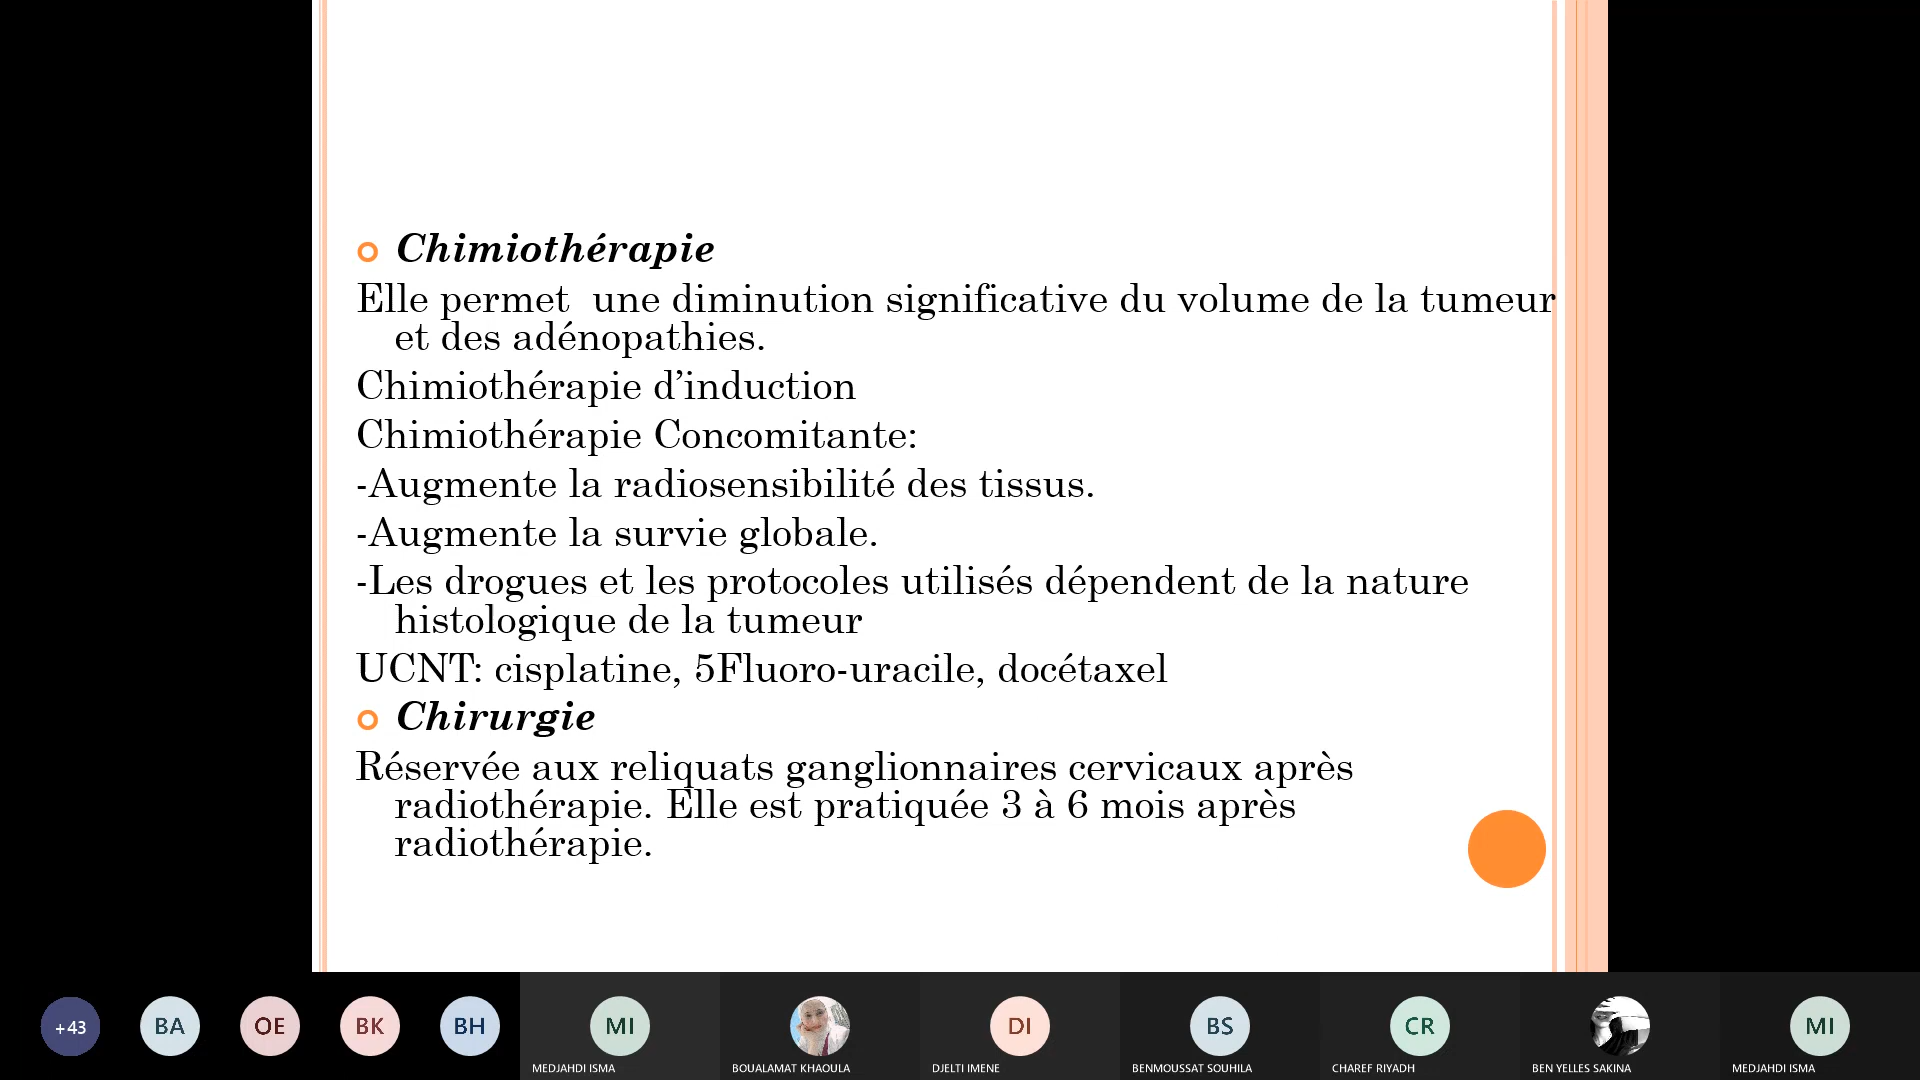 Chimiothérapie
Elle permet  une diminution significative du volume de la tumeur
et des adénopathies.
Chimiothérapie d’induction
Chimiothérapie Concomitante:
-Augmente la radiosensibilité des tissus.
-Augmente la survie globale.
-Les drogues et les protocoles utilisés dépendent de la nature
histologique de la tumeur
UCNT: cisplatine, 5Fluoro-uracile, docétaxel
Chirurgie
Réservée aux reliquats ganglionnaires cervicaux après
radiothérapie. Elle est pratiquée 3 à 6 mois après
radiothérapie.
+43 BA OE BK BH MI DI BS CR MI
MEDJAHDI ISMA BOUALAMAT KHAOULA DJELTI IMENE BENMOUSSAT SOUHILA CHAREF RIYADH BEN YELLES SAKINA MEDJAHDI ISMA